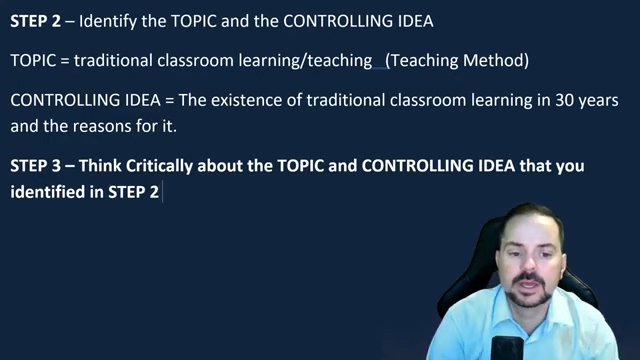 STEP 2 – Identify the TOPIC and the CONTROLLING IDEA
TOPIC = traditional classroom learning/teaching (Teaching Method)
CONTROLLING IDEA = The existence of traditional classroom learning in 30 years
and the reasons for it.
STEP 3 – Think Critically about the TOPIC and CONTROLLING IDEA that you
identified in STEP 2